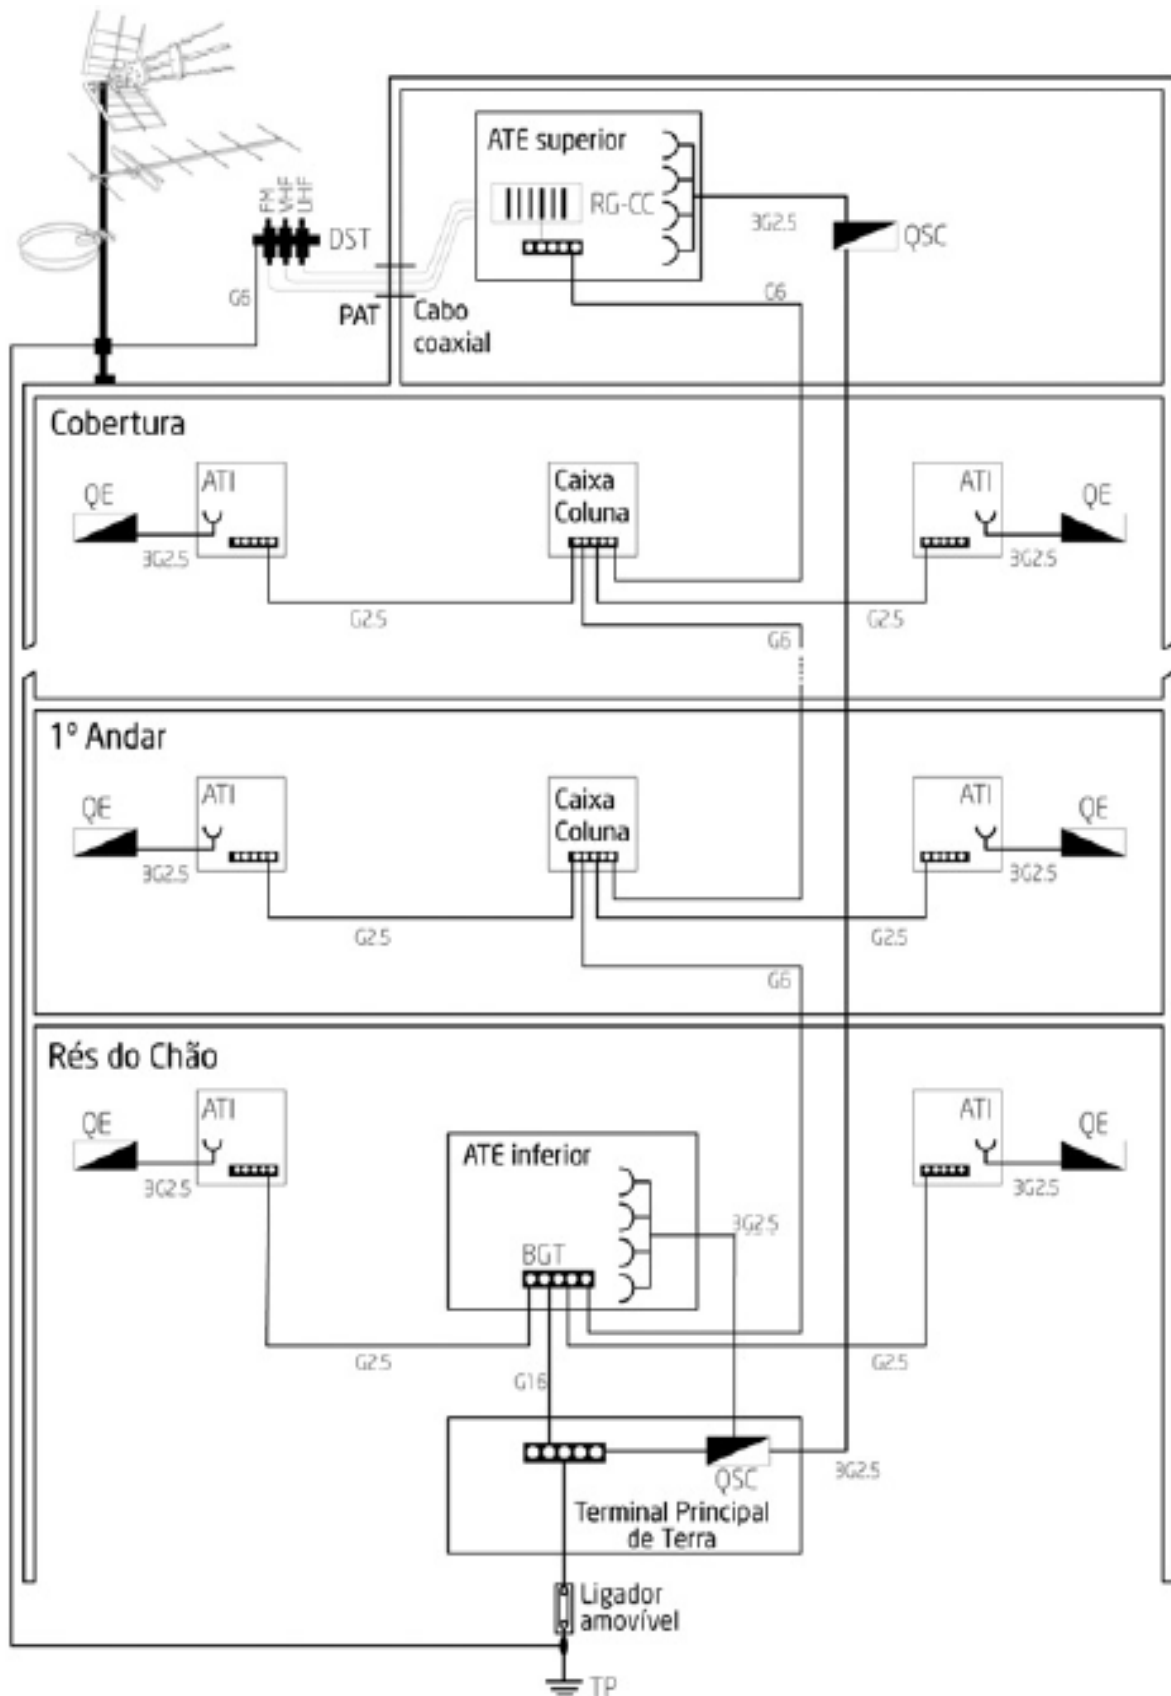 ATE superior
FM
VHF
UHF
RG-CC
DST
3G2.5
QSC
G6
G6
PAT
Cabo
coaxial
Cobertura
QE
ATI
Caixa
Coluna
ATI
QE
3G2.5
3G2.5
G2.5
G2.5
G6
1º Andar
QE
ATI
Caixa
Coluna
ATI
QE
3G2.5
3G2.5
G2.5
G2.5
G6
Rés do Chão
QE
ATI
ATI
QE
ATE inferior
3G2.5
3G2.5
3G2.5
BGT
G2.5
G2.5
G16
QSC
3G2.5
Terminal Principal
de Terra
Ligador
amovível
TP